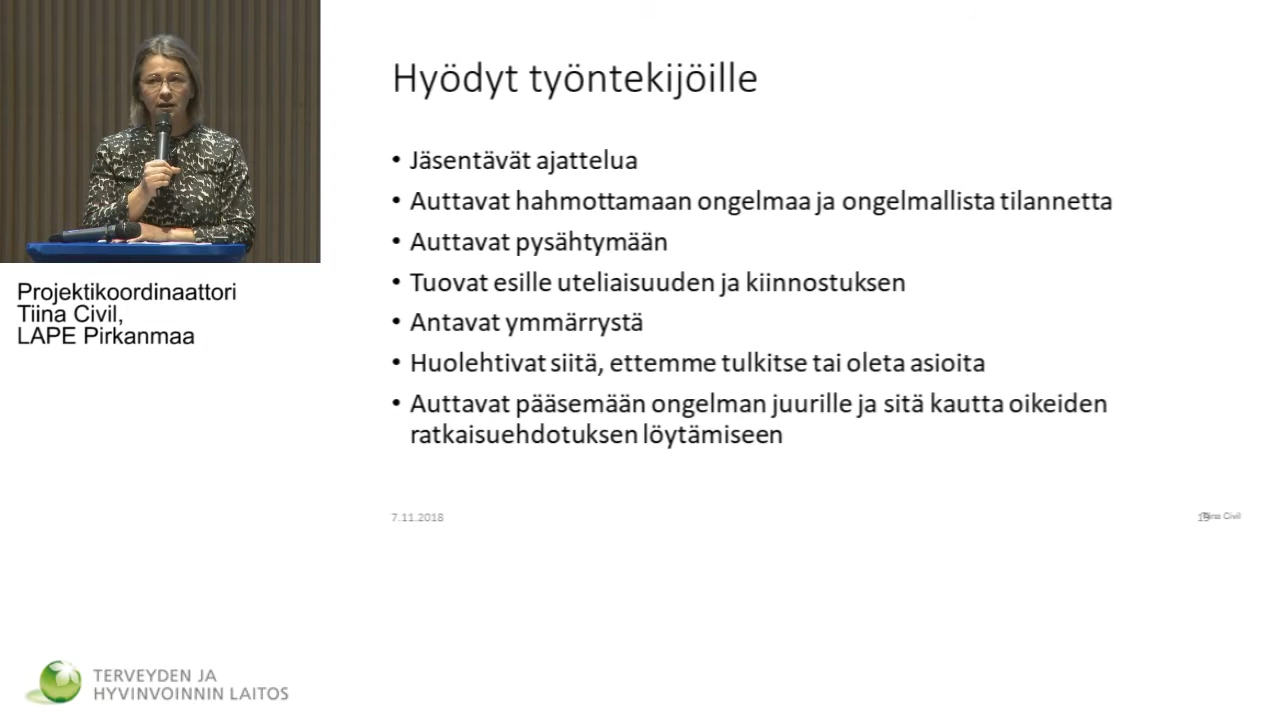 Hyödyt työntekijöille
• Jäsentävät ajattelua
• Auttavat hahmottamaan ongelmaa ja ongelmallista tilannetta
• Auttavat pysähtymään
• Tuovat esille uteliaisuuden ja kiinnostuksen
• Antavat ymmärrystä
• Huolehtivat siitä, ettemme tulkitse tai oleta asioita
• Auttavat pääsemään ongelman juurille ja sitä kautta oikeiden
ratkaisuehdotuksen löytämiseen
7.11.2018
Tiina Civil
Projektikoordinaattori
Tiina Civil,
LAPE Pirkanmaa
TERVEYDEN JA
HYVINVOINNIN LAITOS